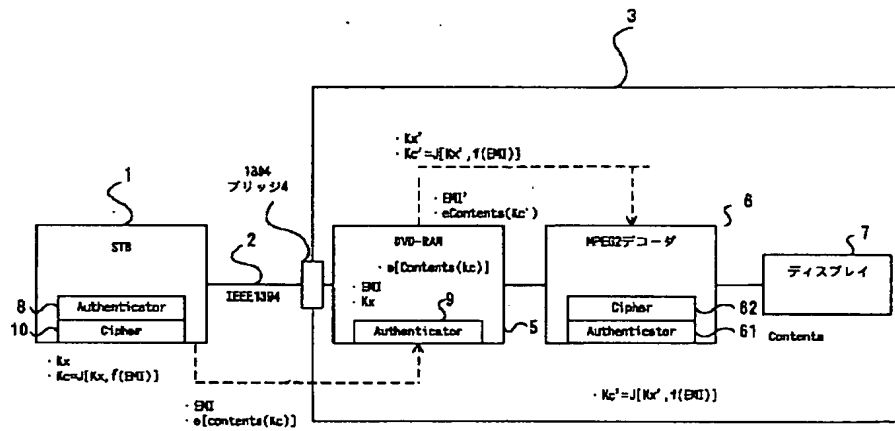 3
・Kx'
・Kc'=J[Kx',f(EMI)]
1
1394
ブリッジ4
・EMI'
・eContents(Kc')
6
7
STB
2
DVD-RAM
MPEG2デコーダ
ディスプレイ
・e[Contents(Kc)]
・EMI
・Kx
IEEE1394
8
Authenticator
9
Cipher
62
10
Cipher
Authenticator
5
Authenticator
61
Contents
・Kx
・Kc=J[Kx,f(EMI)]
・Kc'=J[Kx',f(EMI)]
・EMI
・e[contents(Kc)]